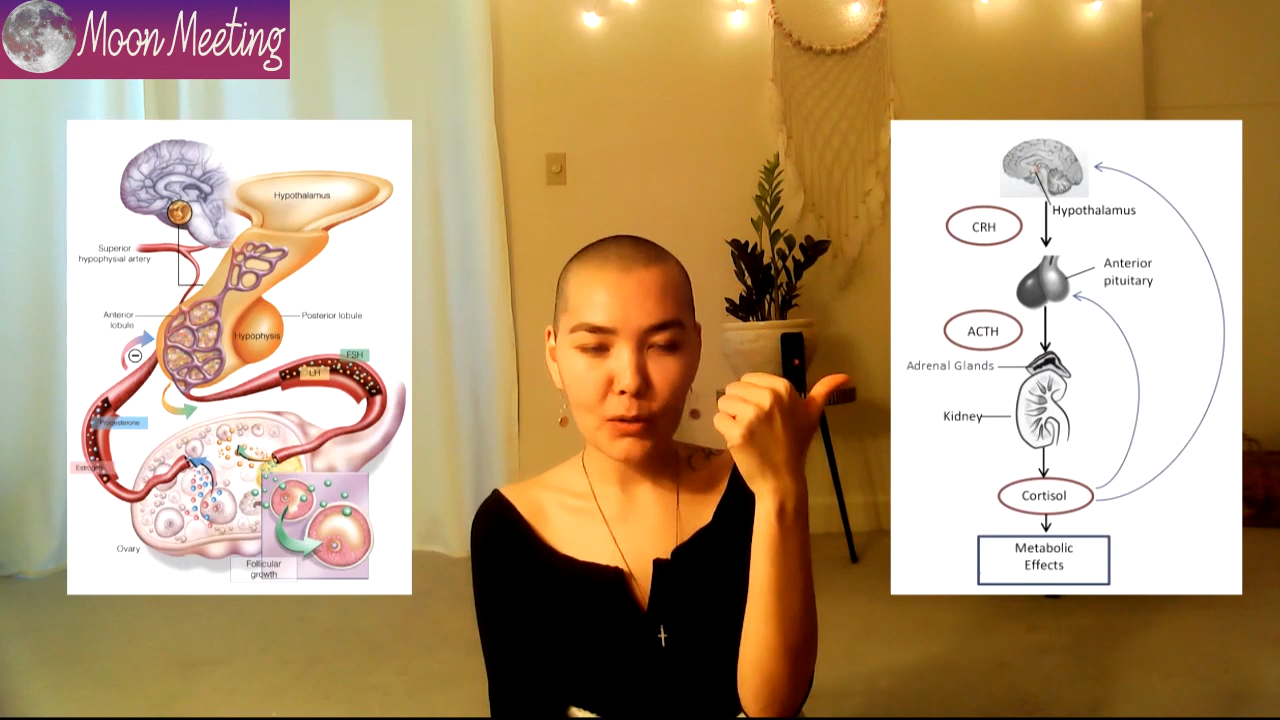 Moon Meeting
Hypothalamus
Superior
hypophysial artery
Anterior
lobule
Hypophysis
Posterior lobule
FSH
LH
Progesterone
Estrogen
Ovary
Follicular
growth
Hypothalamus
CRH
Anterior
pituitary
ACTH
Adrenal Glands
Kidney
Cortisol
Metabolic
Effects